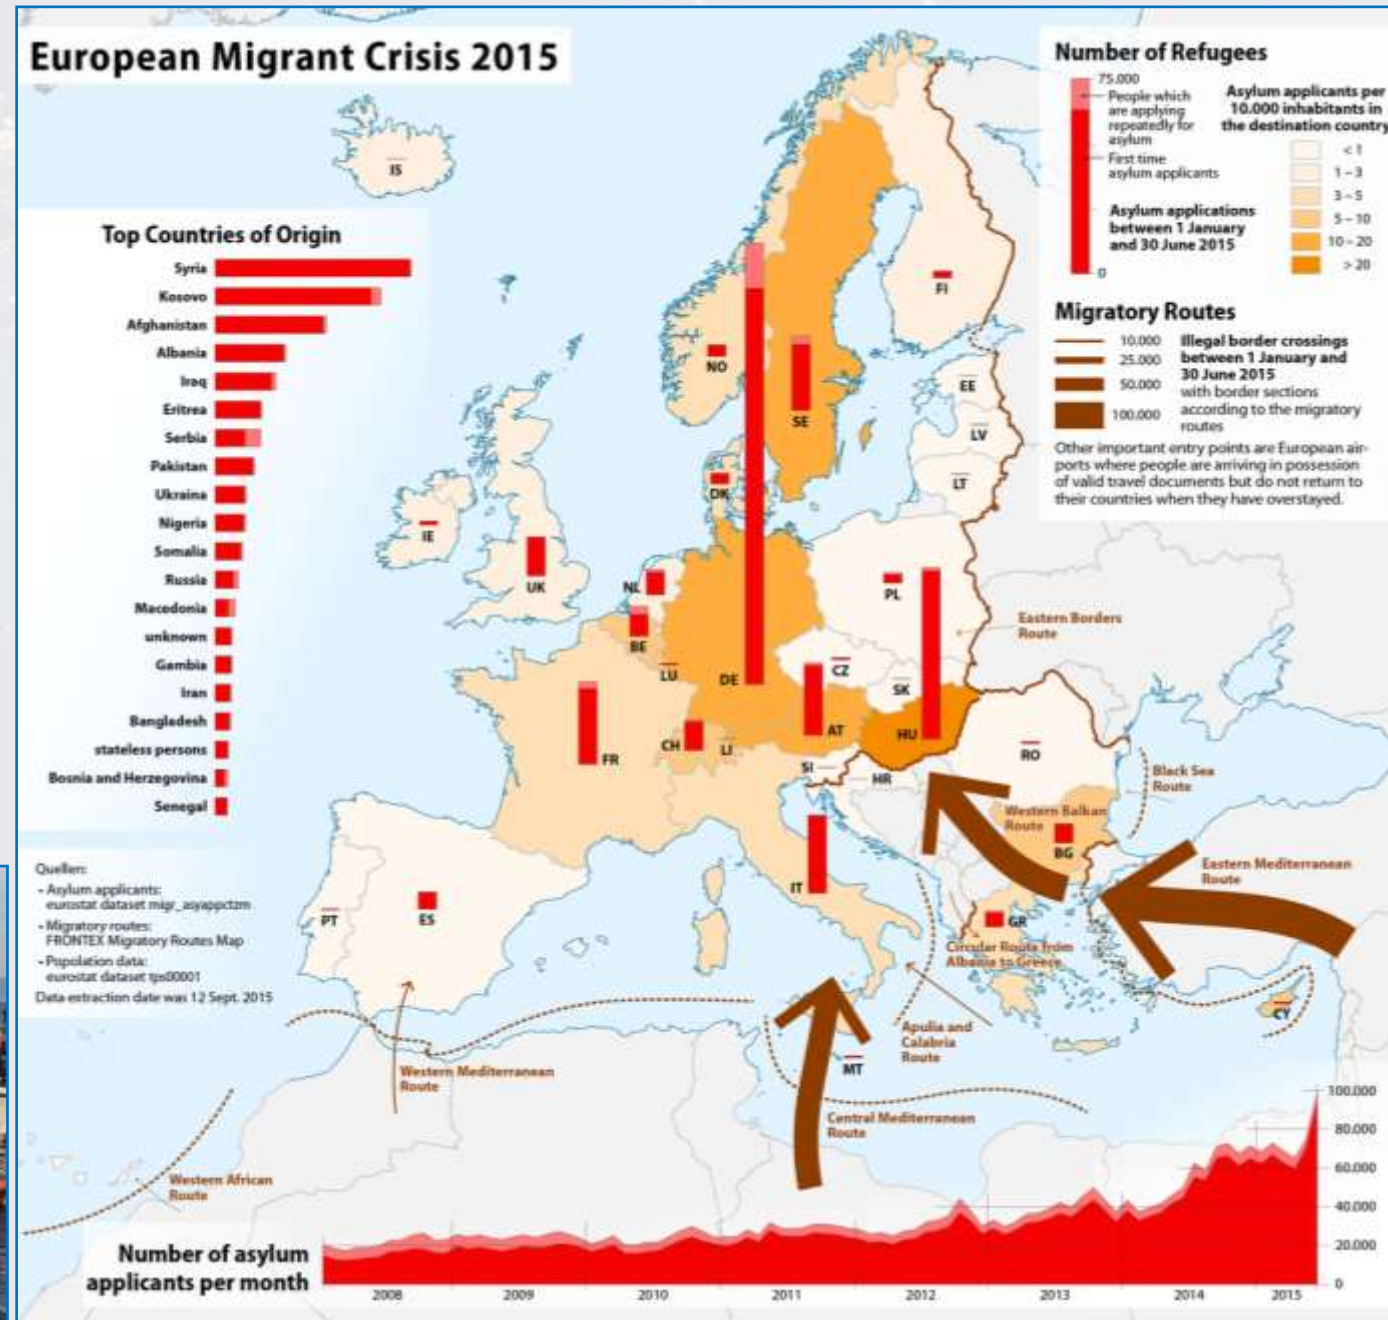 European Migrant Crisis 2015
Number of Refugees
75.000
People which
are applying
repeatedly for
asylum
First time
asylum applicants
Asylum applications
between 1 January
and 30 June 2015
0
Asylum applicants per
10.000 inhabitants in
the destination country
< 1
1 – 3
3 – 5
5 – 10
10 – 20
> 20
Migratory Routes
10.000
25.000
50.000
100.000
Illegal border crossings
between 1 January and
30 June 2015
with border sections
according to the migratory
routes
Other important entry points are European air-
ports where people are arriving in possession
of valid travel documents but do not return to
their countries when they have overstayed.
Top Countries of Origin
Syria
Kosovo
Afghanistan
Albania
Iraq
Eritrea
Serbia
Pakistan
Ukraina
Nigeria
Somalia
Russia
Macedonia
unknown
Gambia
Iran
Bangladesh
stateless persons
Bosnia and Herzegovina
Senegal
Quellen:
- Asylum applicants:
eurostat dataset migr_asyappctzm
- Migratory routes:
FRONTEX Migratory Routes Map
- Popolation data:
eurostat dataset tps00001
Data extraction date was 12 Sept. 2015
IS
FI
NO
SE
EE
LV
LT
DK
IE
UK
NL
BE
LU
DE
PL
CZ
SK
AT
HU
FR
CH
LI
SI
HR
RO
BG
IT
PT
ES
GR
CY
MT
Eastern Borders
Route
Black Sea
Route
Western Balkan
Route
Eastern Mediterranean
Route
Circular Route from
Albania to Greece
Apulia and
Calabria
Route
Western Mediterranean
Route
Central Mediterranean
Route
Western African
Route
Number of asylum
applicants per month
100.000
80.000
60.000
40.000
20.000
0
2008
2009
2010
2011
2012
2013
2014
2015